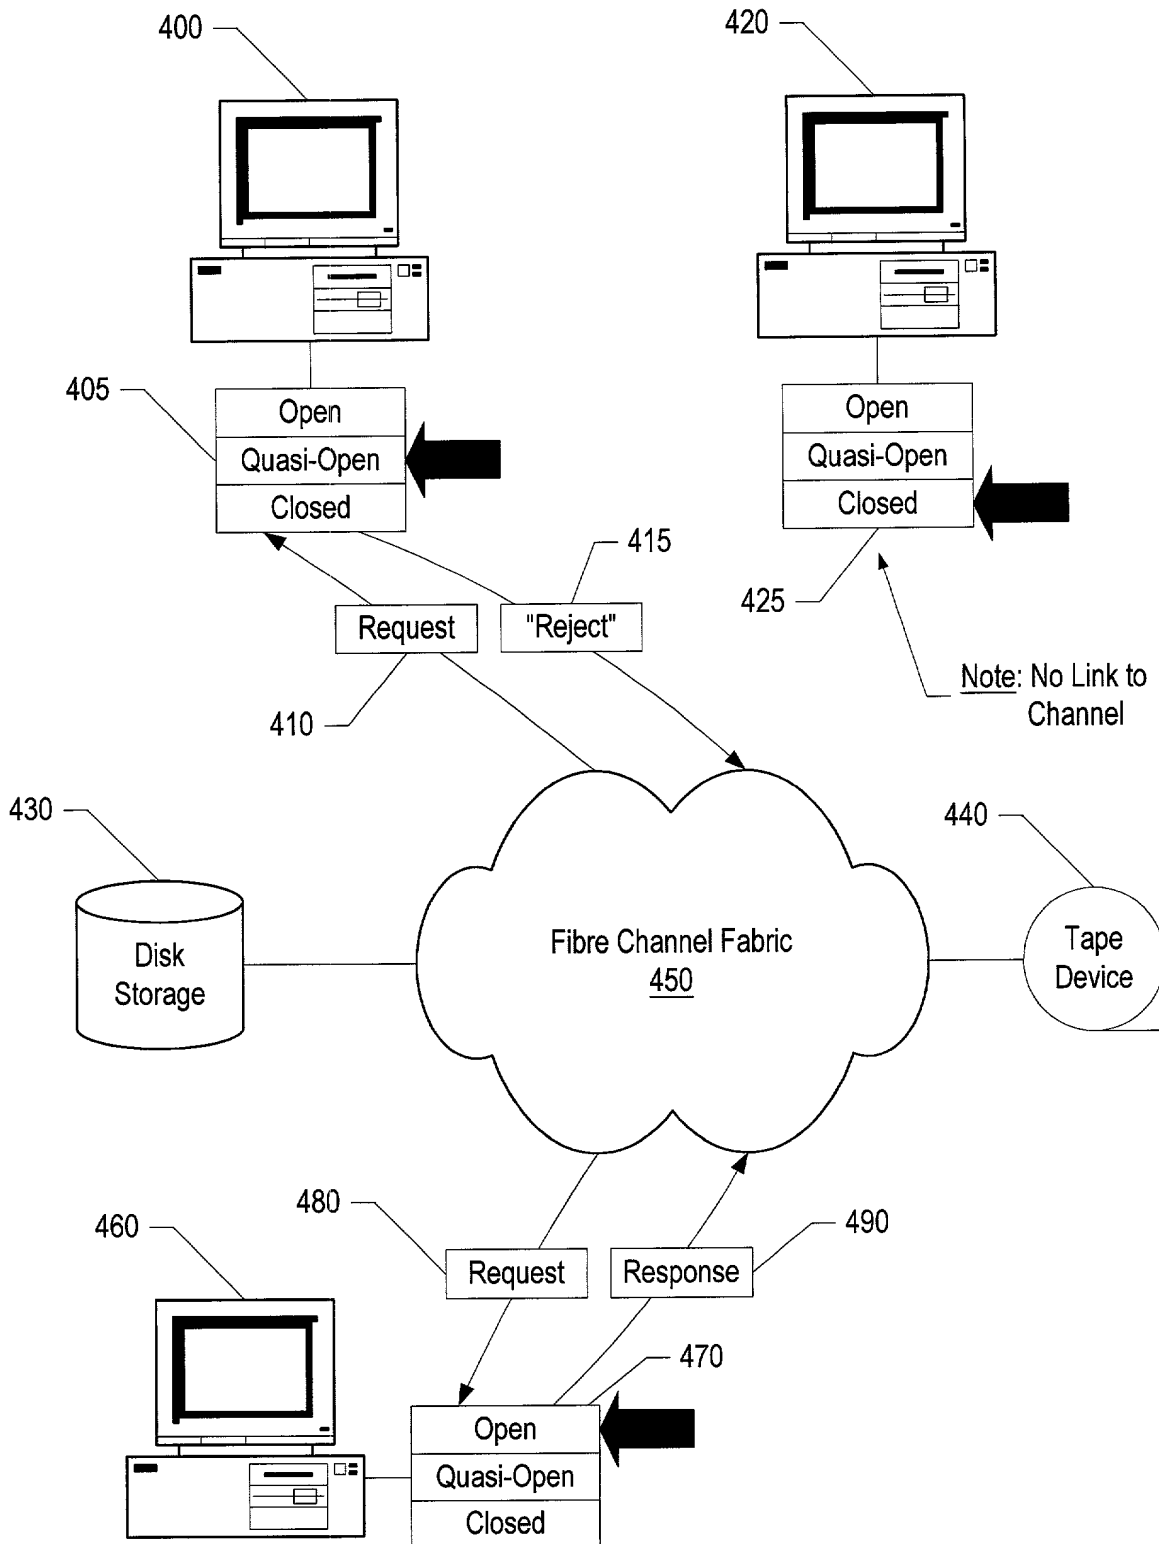 400
420
405
Open
Quasi-Open
Closed
Open
Quasi-Open
Closed
415
425
Request
"Reject"
410
Note: No Link to
Channel
430
440
Disk
Storage
Fibre Channel Fabric
450
Tape
Device
480
490
460
Request
Response
470
Open
Quasi-Open
Closed